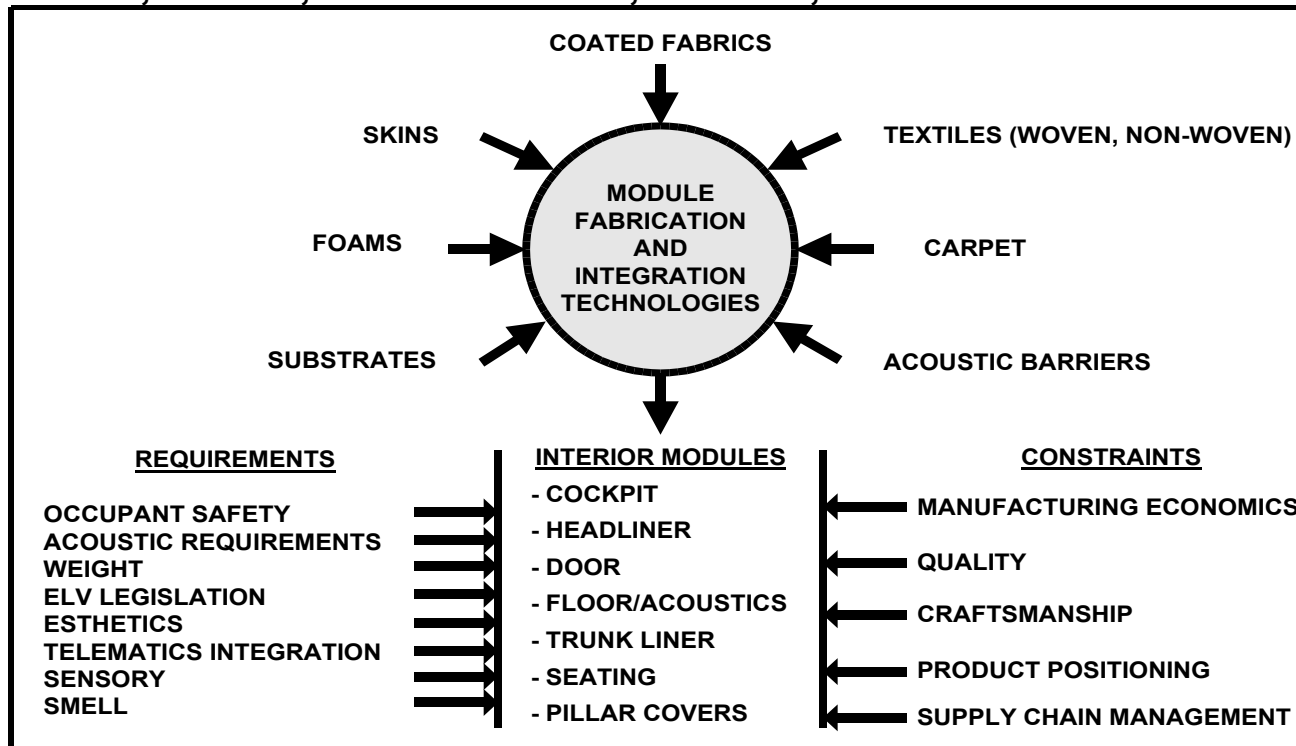 COATED FABRICS
SKINS
TEXTILES (WOVEN, NON-WOVEN)
MODULE
FABRICATION
AND
INTEGRATION
TECHNOLOGIES
FOAMS
CARPET
SUBSTRATES
ACOUSTIC BARRIERS
REQUIREMENTS
OCCUPANT SAFETY
ACOUSTIC REQUIREMENTS
WEIGHT
ELV LEGISLATION
ESTHETICS
TELEMATICS INTEGRATION
SENSORY
SMELL
INTERIOR MODULES
- COCKPIT
- HEADLINER
- DOOR
- FLOOR/ACOUSTICS
- TRUNK LINER
- SEATING
- PILLAR COVERS
CONSTRAINTS
MANUFACTURING ECONOMICS
QUALITY
CRAFTSMANSHIP
PRODUCT POSITIONING
SUPPLY CHAIN MANAGEMENT